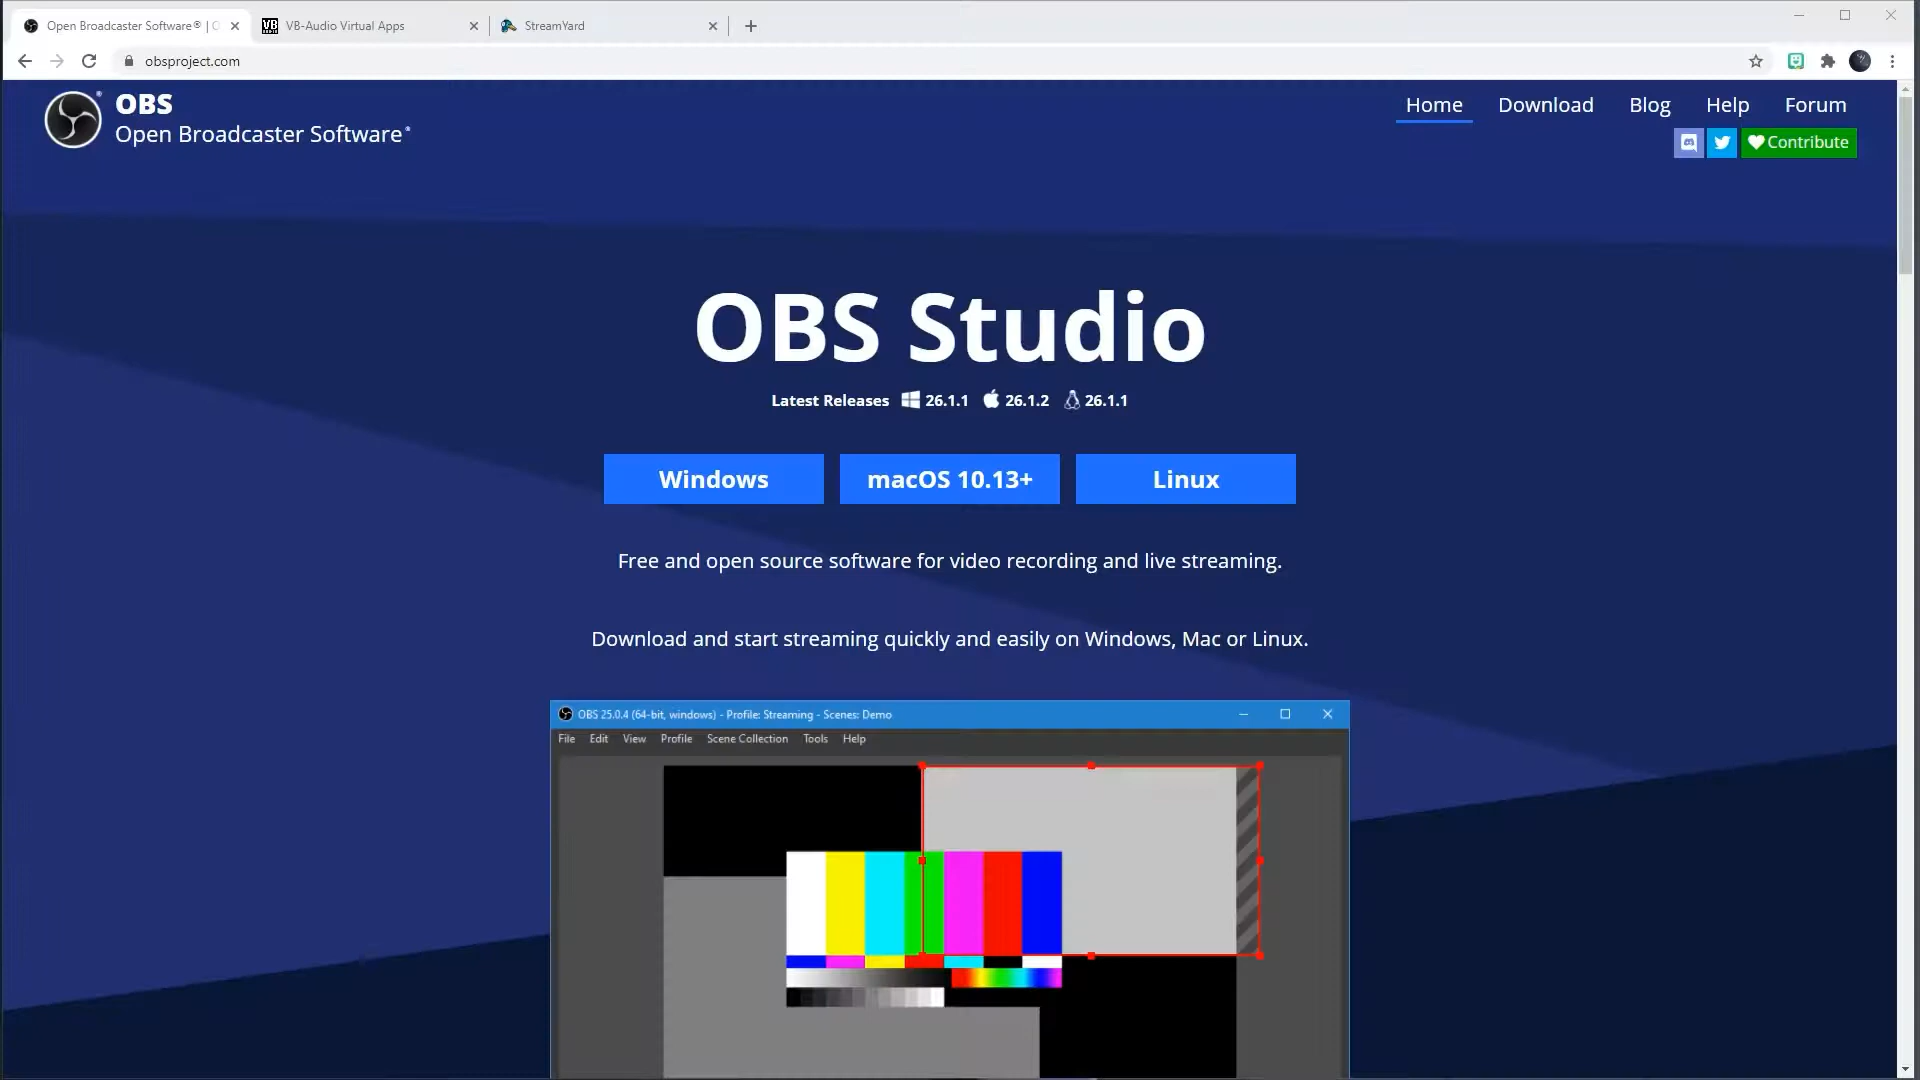 Open Broadcaster Software® | O
VB-Audio Virtual Apps
StreamYard
obsproject.com
OBS
Open Broadcaster Software®
Home
Download
Blog
Help
Forum
Contribute
OBS Studio
Latest Releases 26.1.1 26.1.2 26.1.1
Windows
macOS 10.13+
Linux
Free and open source software for video recording and live streaming.
Download and start streaming quickly and easily on Windows, Mac or Linux.
OBS 25.0.4 (64-bit, windows) - Profile: Streaming - Scenes: Demo
File Edit View Profile Scene Collection Tools Help